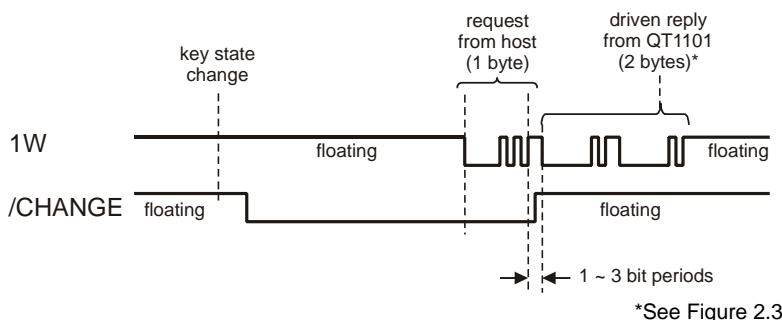 request
from host
(1 byte)
driven reply
from QT1101
(2 bytes)*
key state
change
1W
floating
floating
/CHANGE
floating
floating
1 ~ 3 bit periods
*See Figure 2.3